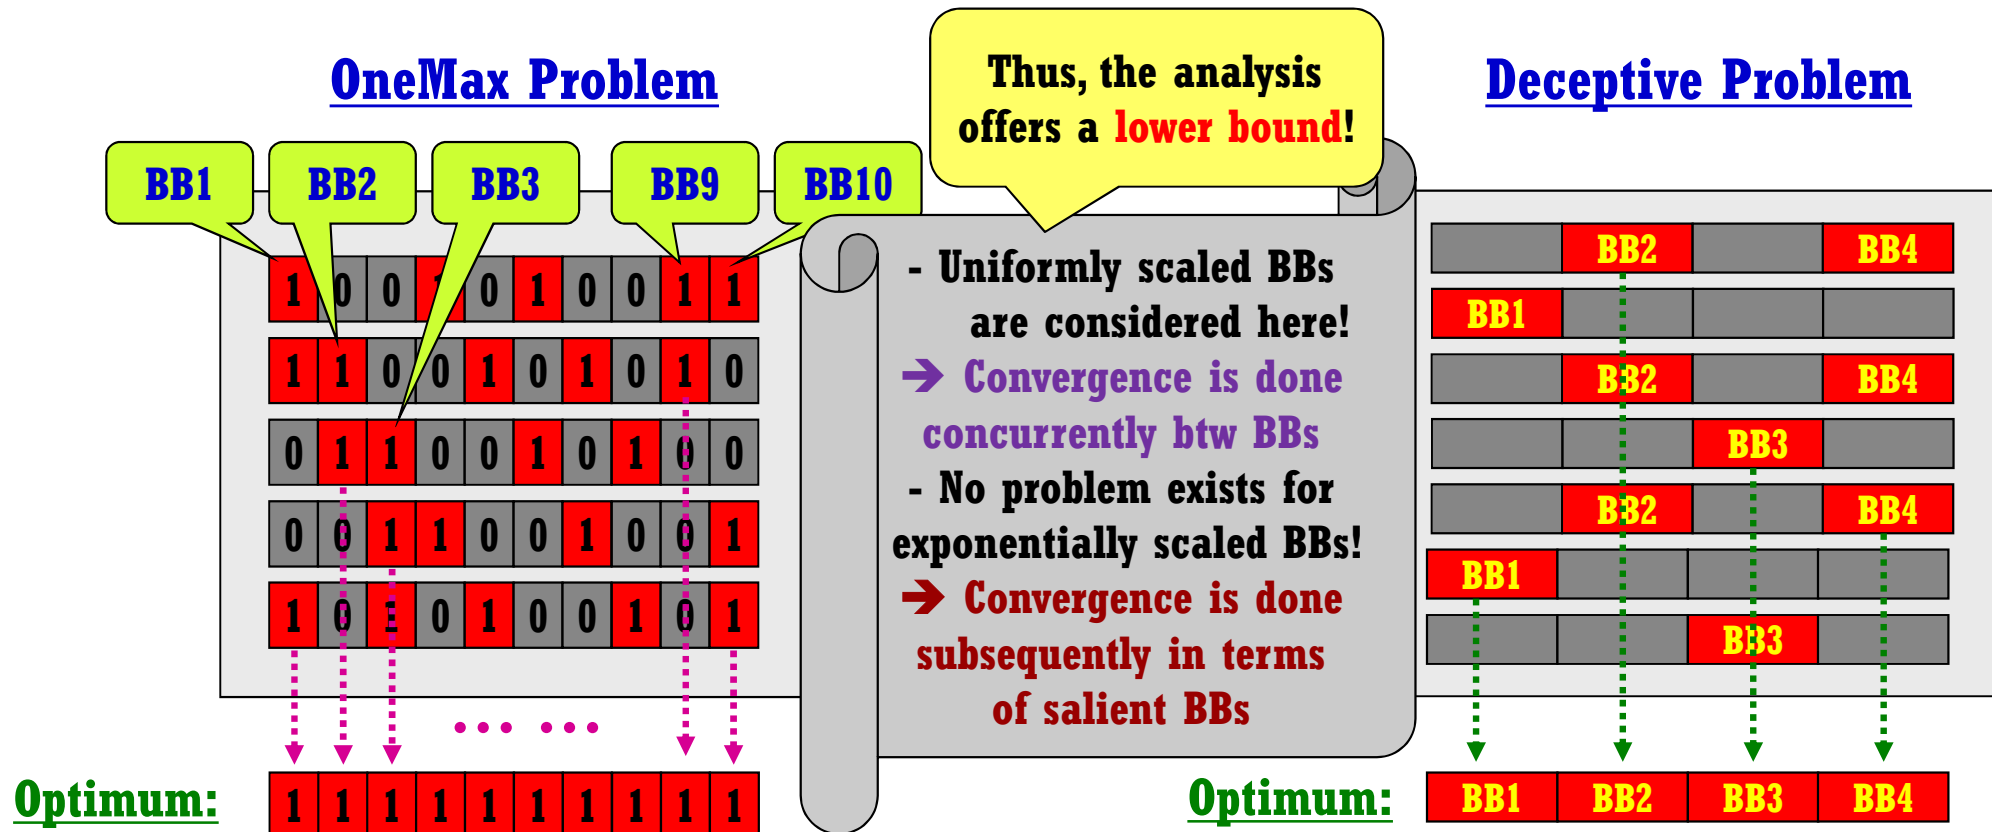 OneMax Problem
Thus, the analysis
offers a lower bound!
Deceptive Problem
BB1 BB2 BB3 BB9 BB10
1 0 0 1 0 1 0 0 1 1
1 1 0 0 1 0 1 0 1 0
0 1 1 0 0 1 0 1 0 0
0 0 1 1 0 0 1 0 0 1
1 0 1 0 1 0 0 1 0 1
... ...
Optimum:
1 1 1 1 1 1 1 1 1 1
- Uniformly scaled BBs
are considered here!
➔ Convergence is done
concurrently btw BBs
- No problem exists for
exponentially scaled BBs!
➔ Convergence is done
subsequently in terms
of salient BBs
BB2 BB4
BB1
BB2 BB4
BB3
BB2 BB4
BB1
BB3
Optimum:
BB1 BB2 BB3 BB4